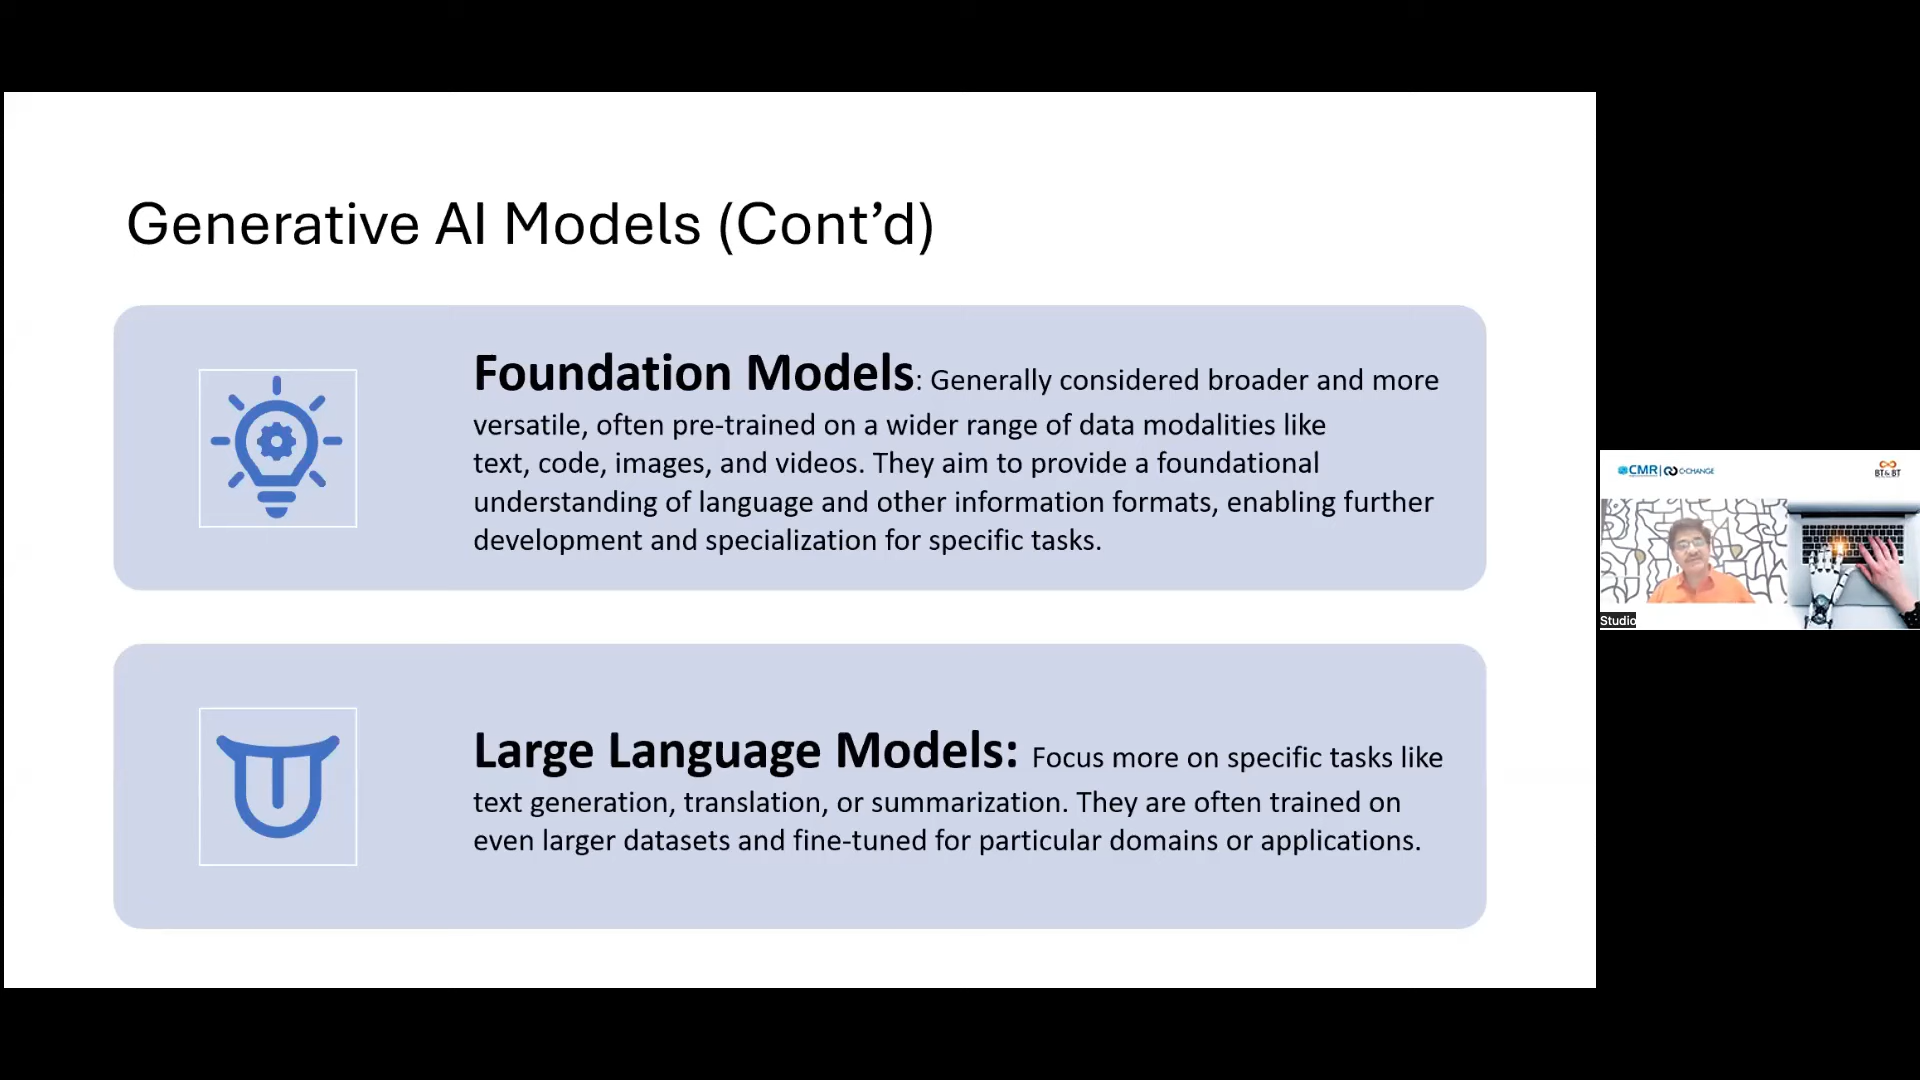 Generative AI Models (Cont’d)
Foundation Models: Generally considered broader and more
versatile, often pre-trained on a wider range of data modalities like
text, code, images, and videos. They aim to provide a foundational
understanding of language and other information formats, enabling further
development and specialization for specific tasks.
Large Language Models: Focus more on specific tasks like
text generation, translation, or summarization. They are often trained on
even larger datasets and fine-tuned for particular domains or applications.
CMR | C·CHANGE
BT&BT
Studio